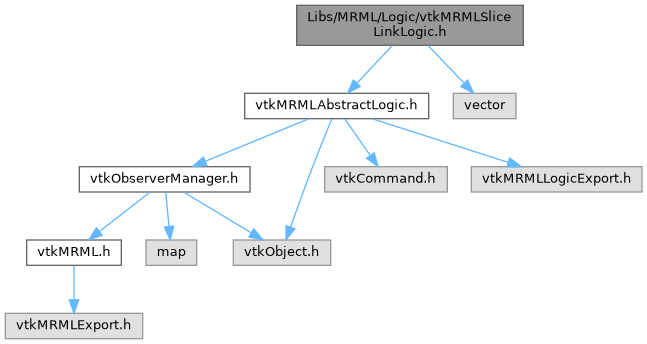 Libs/MRML/Logic/vtkMRMLSlice
LinkLogic.h
vtkMRMLAbstractLogic.h
vector
vtkObserverManager.h
vtkCommand.h
vtkMRMLLogicExport.h
vtkMRML.h
map
vtkObject.h
vtkMRMLExport.h